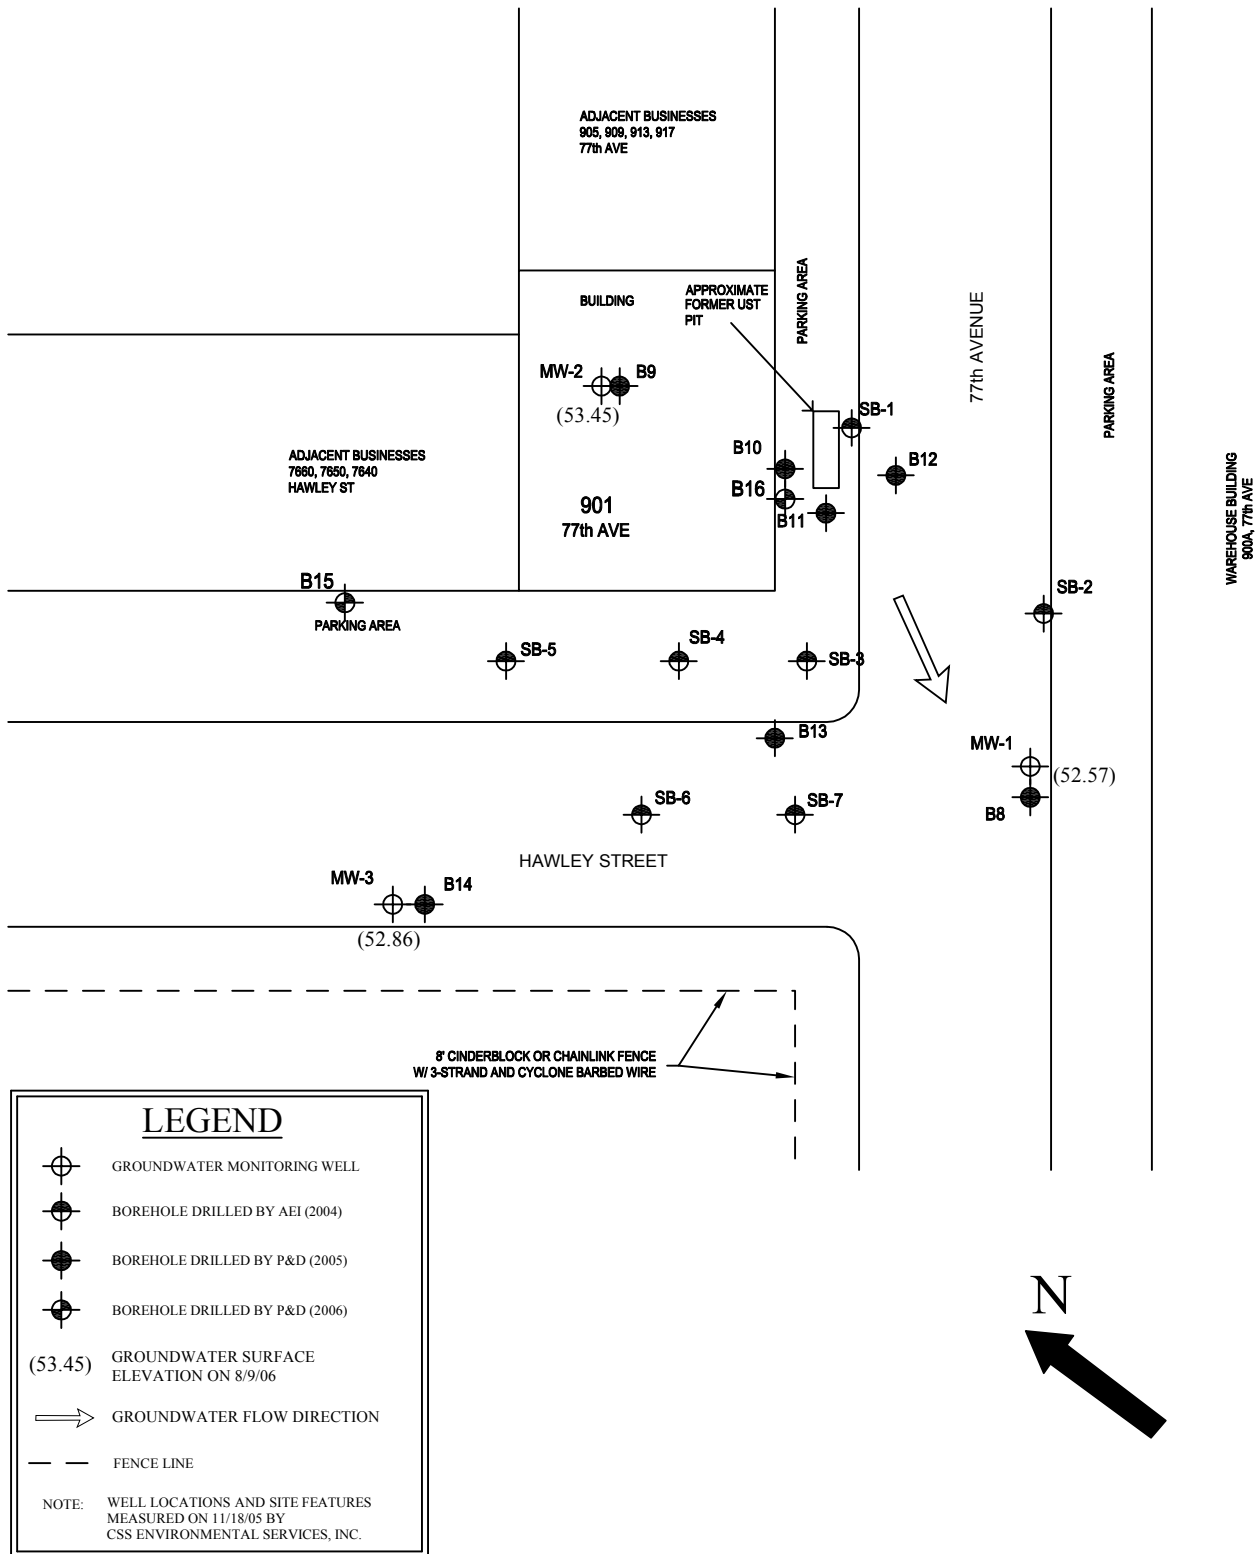 ADJACENT BUSINESSES
905, 909, 913, 917
77th AVE
BUILDING
APPROXIMATE
FORMER UST
PIT
PARKING AREA
77th AVENUE
PARKING AREA
WAREHOUSE BUILDING
900A, 77th AVE
MW-2
B9
(53.45)
SB-1
B10
B12
B16
B11
ADJACENT BUSINESSES
7660, 7650, 7640
HAWLEY ST
901
77th AVE
B15
PARKING AREA
SB-2
SB-5
SB-4
SB-3
B13
MW-1
(52.57)
B8
SB-6
SB-7
HAWLEY STREET
MW-3
B14
(52.86)
8' CINDERBLOCK OR CHAINLINK FENCE
W/ 3-STRAND AND CYCLONE BARBED WIRE
LEGEND
GROUNDWATER MONITORING WELL
BOREHOLE DRILLED BY AEI (2004)
BOREHOLE DRILLED BY P&D (2005)
BOREHOLE DRILLED BY P&D (2006)
(53.45) GROUNDWATER SURFACE
ELEVATION ON 8/9/06
GROUNDWATER FLOW DIRECTION
FENCE LINE
NOTE: WELL LOCATIONS AND SITE FEATURES
MEASURED ON 11/18/05 BY
CSS ENVIRONMENTAL SERVICES, INC.
N